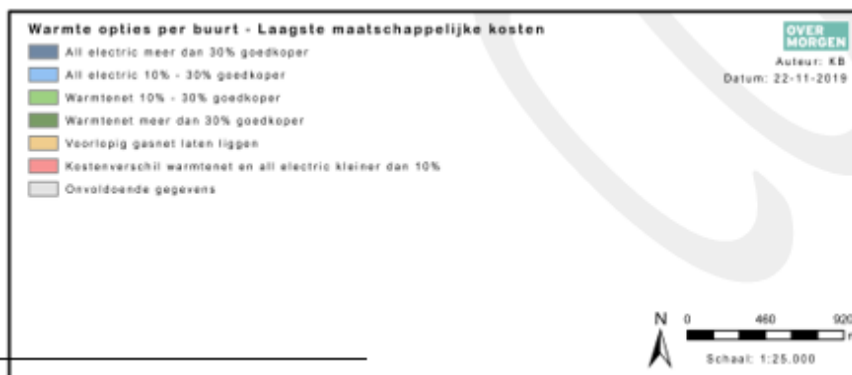 Warmte opties per buurt - Laagste maatschappelijke kosten
All electric meer dan 30% goedkoper
All electric 10% - 30% goedkoper
Warmtenet 10% - 30% goedkoper
Warmtenet meer dan 30% goedkoper
Voorlopig gasnet laten liggen
Kostenverschil warmtenet en all electric kleiner dan 10%
Onvoldoende gegevens
OVER
MORGEN
Auteur: KB
Datum: 22-11-2019
N 0 460 920
Schaal: 1:25.000